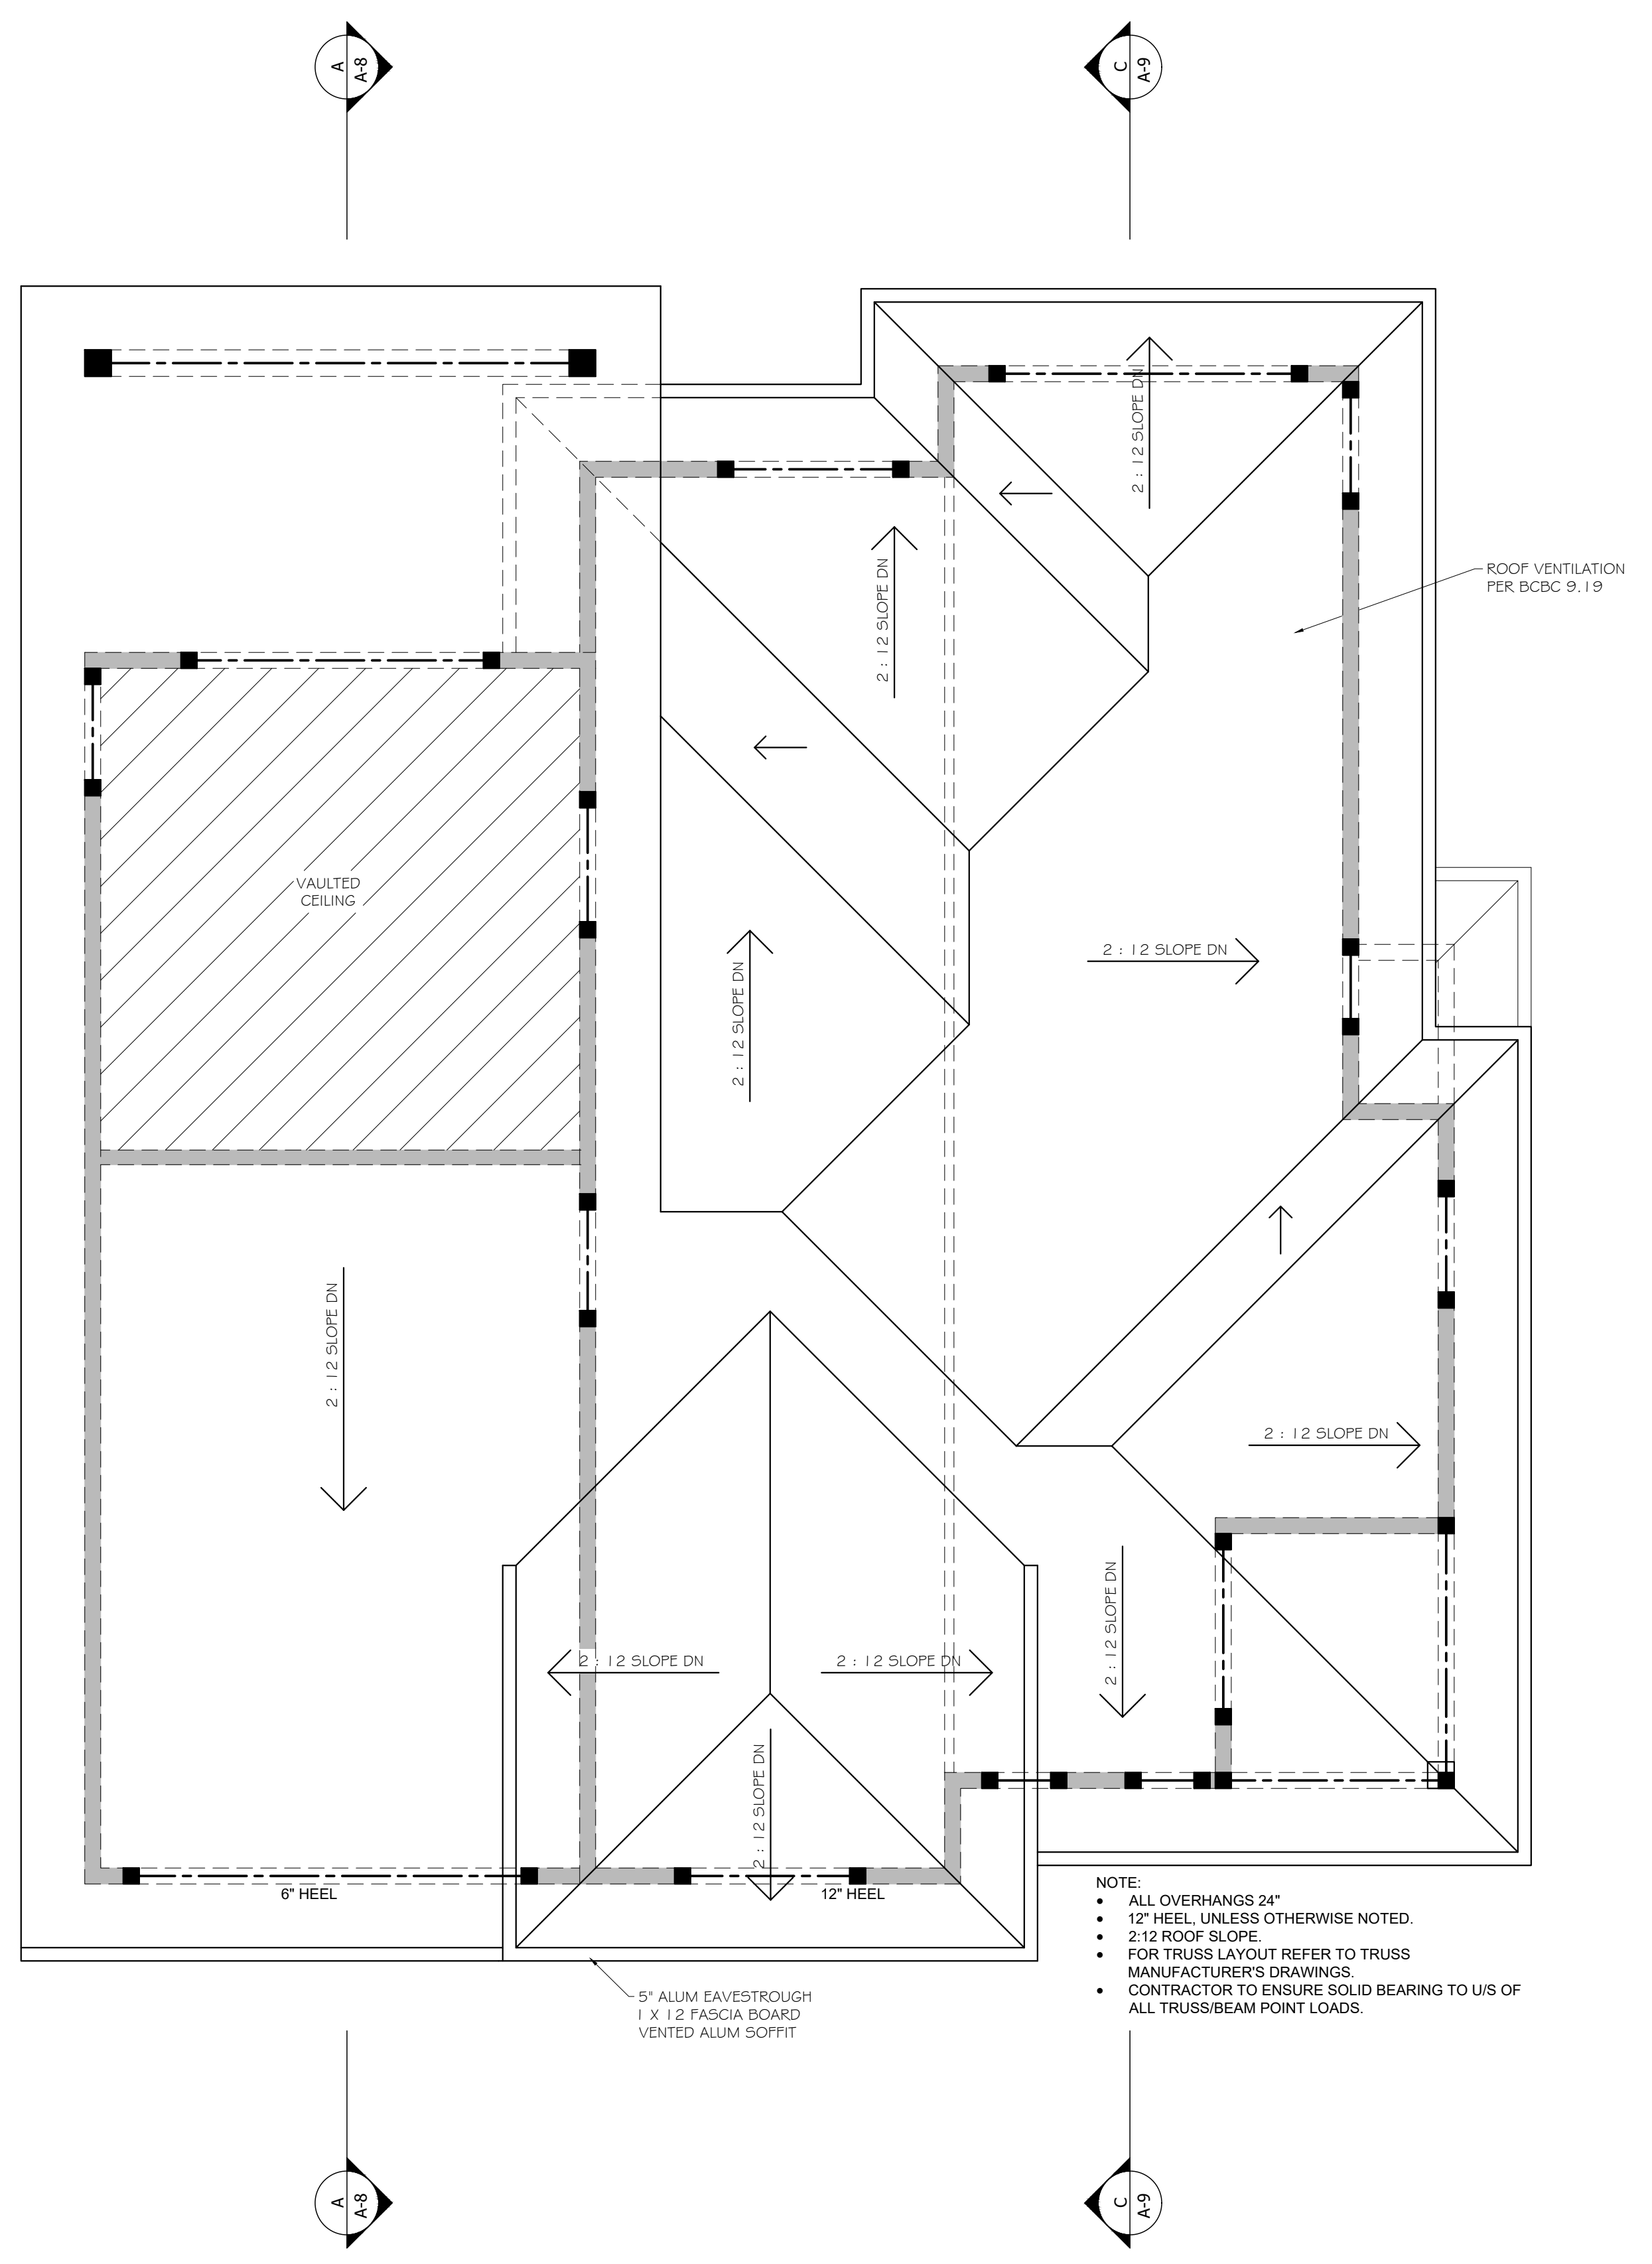 A
A-8
C
A-9
2 : 12 SLOPE DN
2 : 12 SLOPE DN
ROOF VENTILATION
PER BCBC 9.19
VAULTED
CEILING
2 : 12 SLOPE DN
2 : 12 SLOPE DN
2 : 12 SLOPE DN
2 : 12 SLOPE DN
2 : 12 SLOPE DN
2 : 12 SLOPE DN
2 : 12 SLOPE DN
2 : 12 SLOPE DN
6" HEEL
12" HEEL
NOTE:
• ALL OVERHANGS 24"
• 12" HEEL, UNLESS OTHERWISE NOTED.
• 2:12 ROOF SLOPE.
• FOR TRUSS LAYOUT REFER TO TRUSS
MANUFACTURER'S DRAWINGS.
• CONTRACTOR TO ENSURE SOLID BEARING TO U/S OF
ALL TRUSS/BEAM POINT LOADS.
5" ALUM EAVESTROUGH
1 X 12 FASCIA BOARD
VENTED ALUM SOFFIT
A
A-8
C
A-9